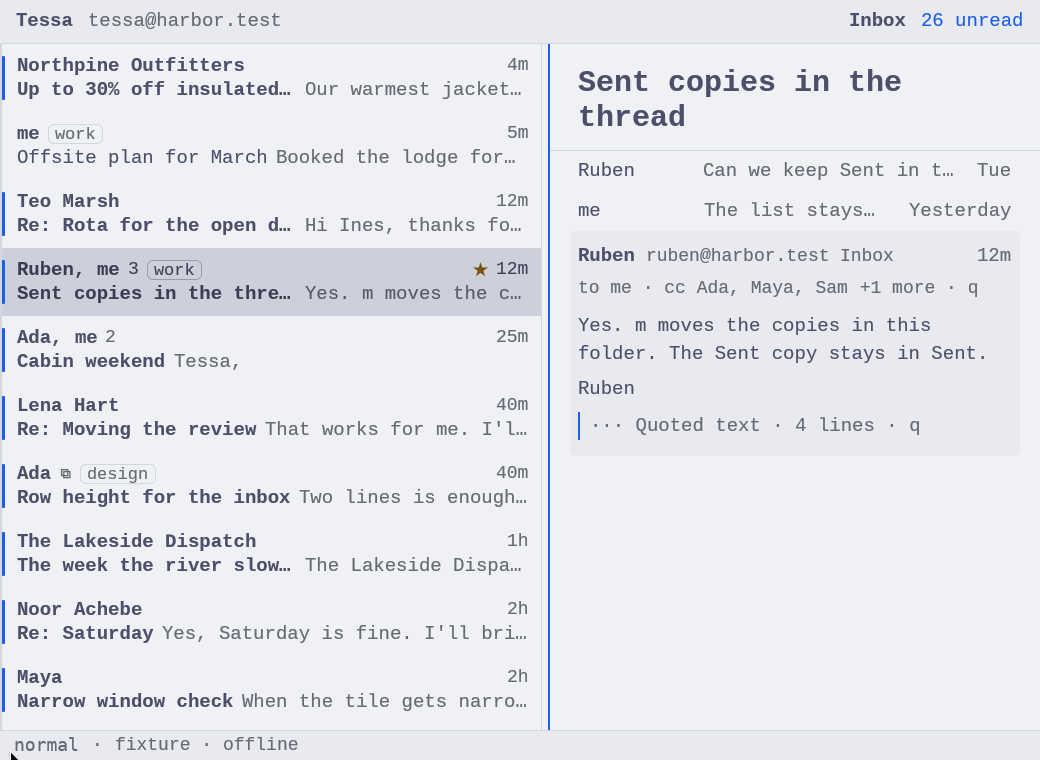 Tessa tessa@harbor.test Inbox 26 unread
Northpine Outfitters 4m
Up to 30% off insulated… Our warmest jacket…
me work 5m
Offsite plan for March Booked the lodge for…
Teo Marsh 12m
Re: Rota for the open d… Hi Ines, thanks fo…
Ruben, me 3 work ★ 12m
Sent copies in the thre… Yes. m moves the c…
Ada, me 2 25m
Cabin weekend Tessa,
Lena Hart 40m
Re: Moving the review That works for me. I'l…
Ada ⧉ design 40m
Row height for the inbox Two lines is enough…
The Lakeside Dispatch 1h
The week the river slow… The Lakeside Dispa…
Noor Achebe 2h
Re: Saturday Yes, Saturday is fine. I'll bri…
Maya 2h
Narrow window check When the tile gets narro…
Sent copies in the
thread
Ruben Can we keep Sent in t… Tue
me The list stays… Yesterday
Ruben ruben@harbor.test Inbox 12m
to me · cc Ada, Maya, Sam +1 more · q
Yes. m moves the copies in this
folder. The Sent copy stays in Sent.
Ruben
··· Quoted text · 4 lines · q
normal · fixture · offline